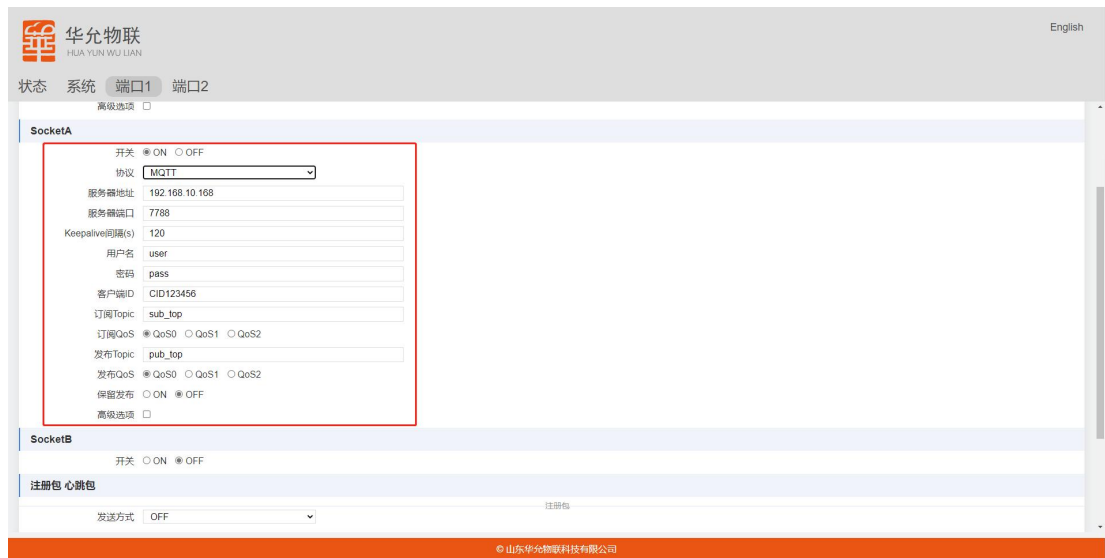 华允物联
HUA YUN WU LIAN
English
状态 系统 端口1 端口2
高级选项
SocketA
开关 ON OFF
协议 MQTT
服务器地址 192.168.10.168
服务器端口 7788
Keepalive间隔(s) 120
用户名 user
密码 pass
客户端ID CID123456
订阅Topic sub_top
订阅QoS QoS0 QoS1 QoS2
发布Topic pub_top
发布QoS QoS0 QoS1 QoS2
保留发布 ON OFF
高级选项
SocketB
开关 ON OFF
注册包 心跳包
注册包
发送方式 OFF
© 山东华允物联科技有限公司